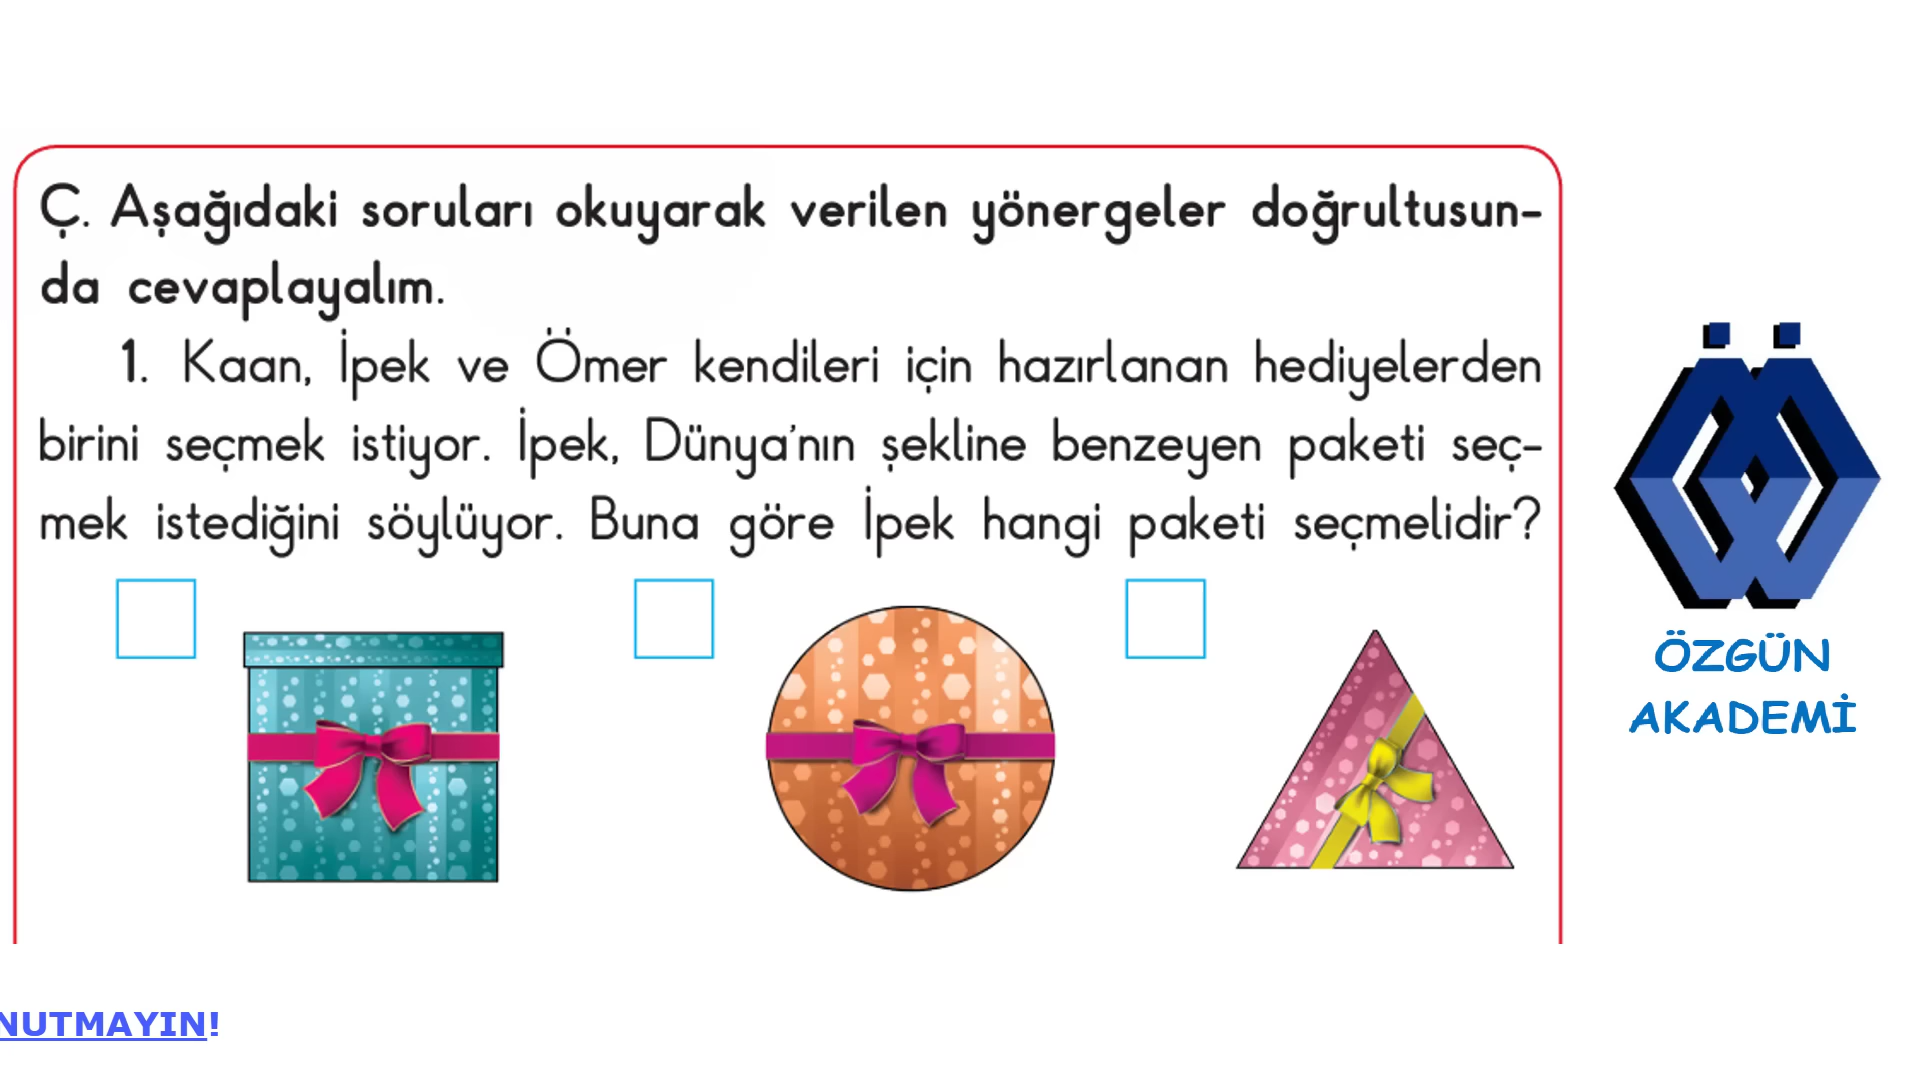 Ç. Aşağıdaki soruları okuyarak verilen yönergeler doğrultusun-
da cevaplayalım.
1. Kaan, İpek ve Ömer kendileri için hazırlanan hediyelerden
birini seçmek istiyor. İpek, Dünya'nın şekline benzeyen paketi seç-
mek istediğini söylüyor. Buna göre İpek hangi paketi seçmelidir?
ÖZGÜN
AKADEMİ
NUTMAYIN!